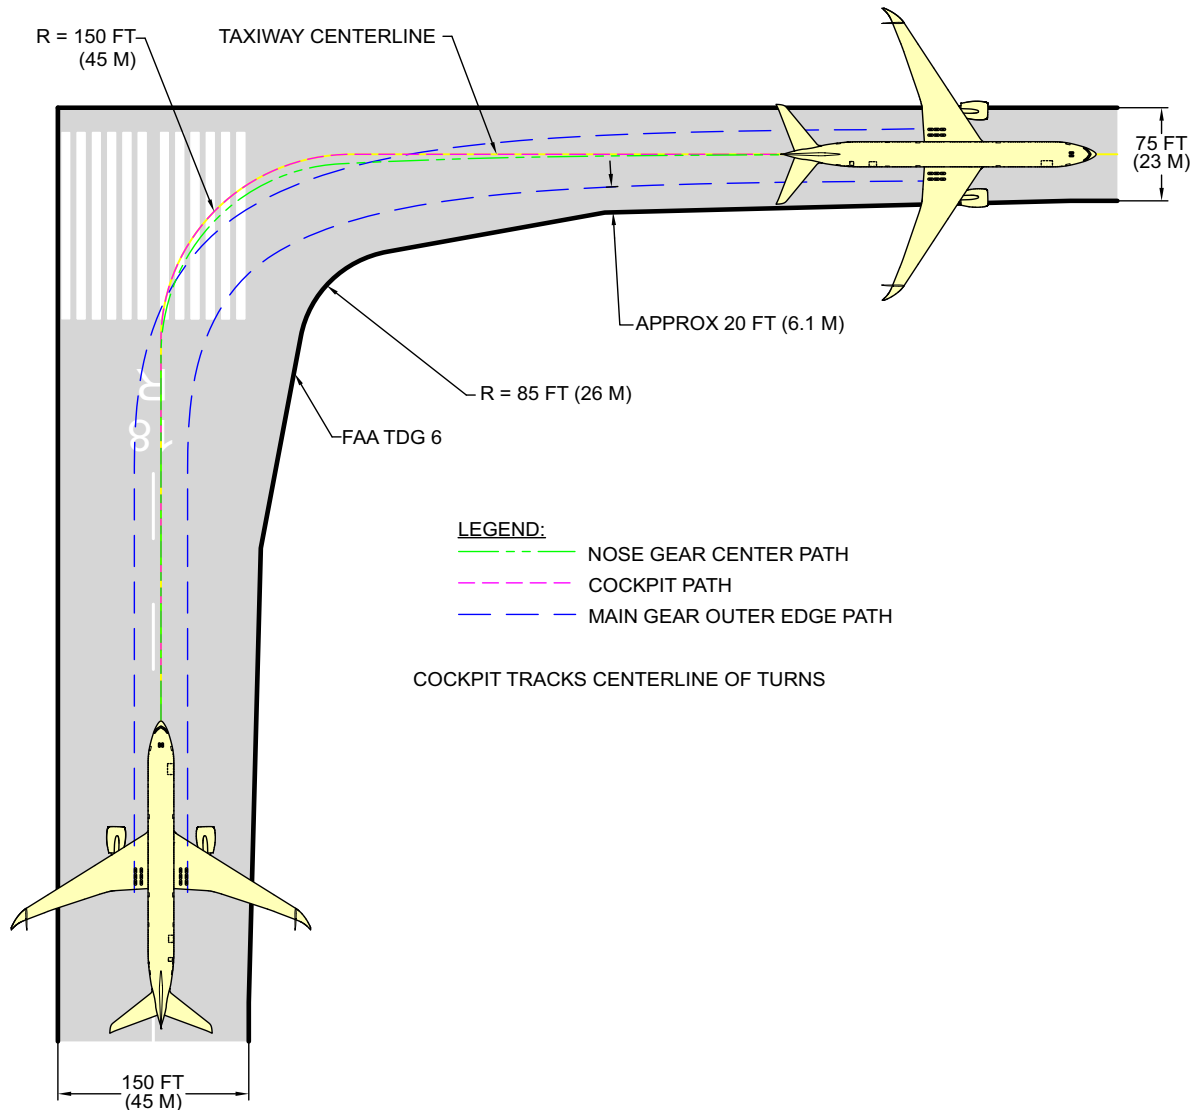 R = 150 FT
(45 M)
TAXIWAY CENTERLINE
75 FT
(23 M)
APPROX 20 FT (6.1 M)
R = 85 FT (26 M)
FAA TDG 6
18
R
LEGEND:
NOSE GEAR CENTER PATH
COCKPIT PATH
MAIN GEAR OUTER EDGE PATH
COCKPIT TRACKS CENTERLINE OF TURNS
150 FT
(45 M)